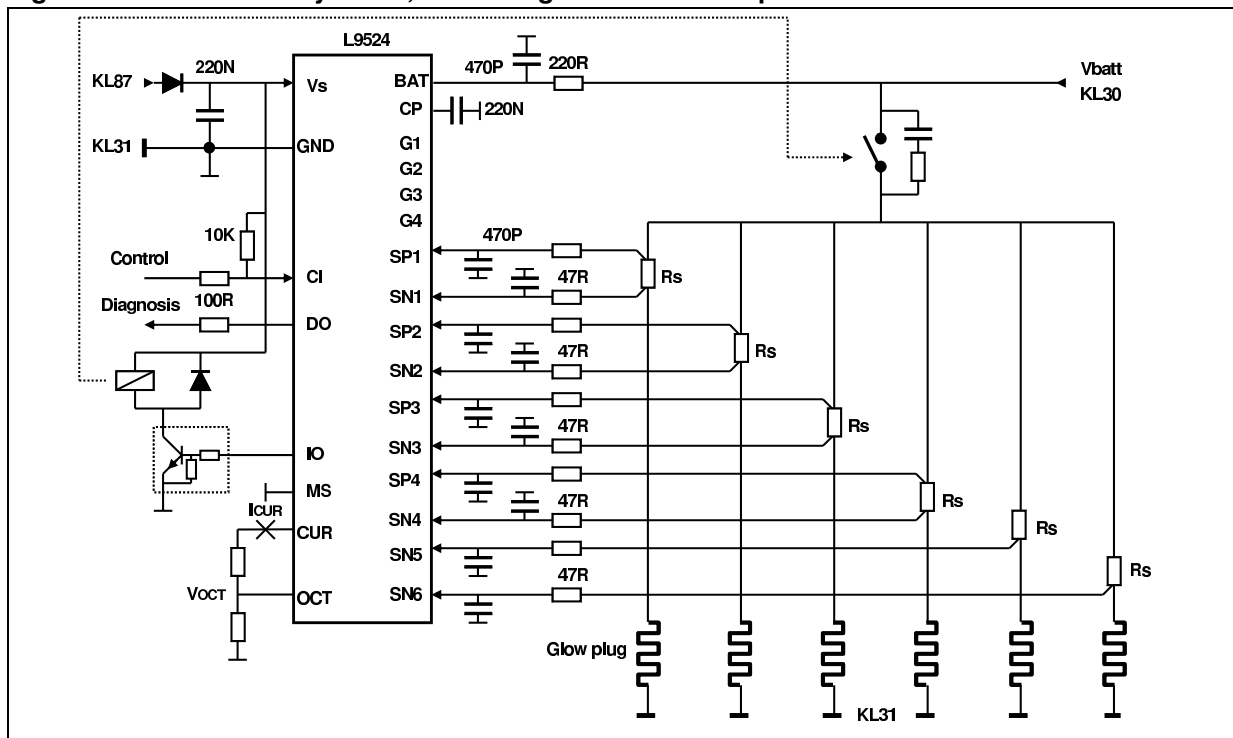 L9524
KL87
220N
Vs
BAT
470P
220R
Vbatt
KL30
CP
220N
KL31
GND
G1
G2
G3
G4
10K
SP1
470P
Control
CI
Rs
SN1
47R
Diagnosis
100R
DO
SP2
47R
Rs
SN2
SP3
Rs
SN3
47R
IO
SP4
MS
47R
Rs
ICUR
SN4
CUR
Rs
SN5
47R
Rs
VOCT
OCT
SN6
Glow plug
KL31